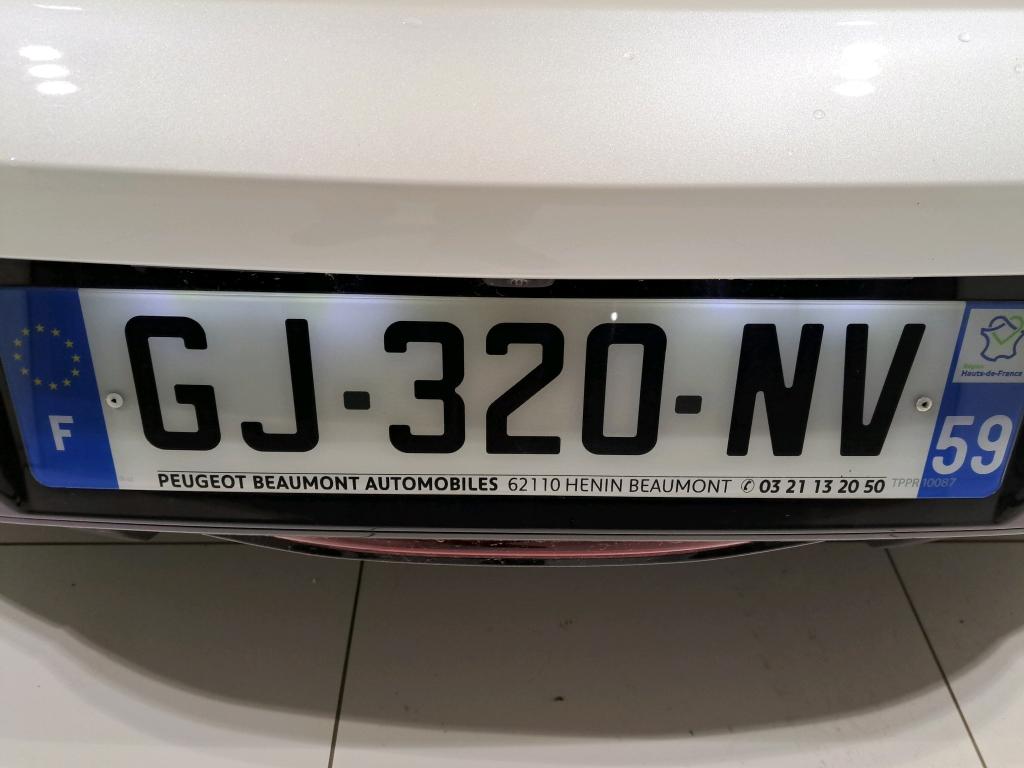 F
GJ-320-NV
Région
Hauts-de-France
59
PEUGEOT BEAUMONT AUTOMOBILES 62110 HENIN BEAUMONT ✆ 03 21 13 20 50
TPPR 10087